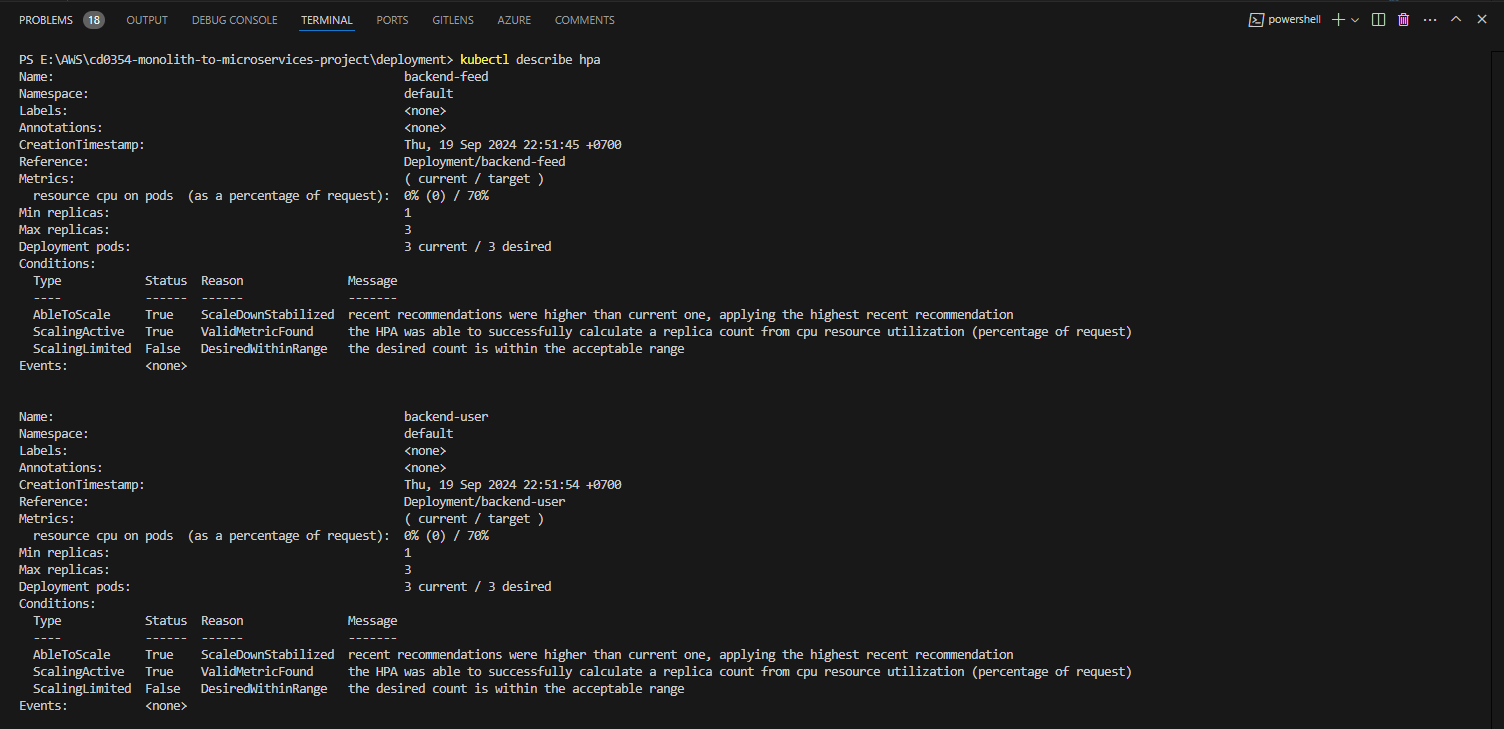 PROBLEMS 18 OUTPUT DEBUG CONSOLE TERMINAL PORTS GITLENS AZURE COMMENTS powershell
PS E:\AWS\cd0354-monolith-to-microservices-project\deployment> kubectl describe hpa
Name: backend-feed
Namespace: default
Labels: <none>
Annotations: <none>
CreationTimestamp: Thu, 19 Sep 2024 22:51:45 +0700
Reference: Deployment/backend-feed
Metrics: ( current / target )
resource cpu on pods (as a percentage of request): 0% (0) / 70%
Min replicas: 1
Max replicas: 3
Deployment pods: 3 current / 3 desired
Conditions:
Type Status Reason Message
---- ------ ------ -------
AbleToScale True ScaleDownStabilized recent recommendations were higher than current one, applying the highest recent recommendation
ScalingActive True ValidMetricFound the HPA was able to successfully calculate a replica count from cpu resource utilization (percentage of request)
ScalingLimited False DesiredWithinRange the desired count is within the acceptable range
Events: <none>
Name: backend-user
Namespace: default
Labels: <none>
Annotations: <none>
CreationTimestamp: Thu, 19 Sep 2024 22:51:54 +0700
Reference: Deployment/backend-user
Metrics: ( current / target )
resource cpu on pods (as a percentage of request): 0% (0) / 70%
Min replicas: 1
Max replicas: 3
Deployment pods: 3 current / 3 desired
Conditions:
Type Status Reason Message
---- ------ ------ -------
AbleToScale True ScaleDownStabilized recent recommendations were higher than current one, applying the highest recent recommendation
ScalingActive True ValidMetricFound the HPA was able to successfully calculate a replica count from cpu resource utilization (percentage of request)
ScalingLimited False DesiredWithinRange the desired count is within the acceptable range
Events: <none>